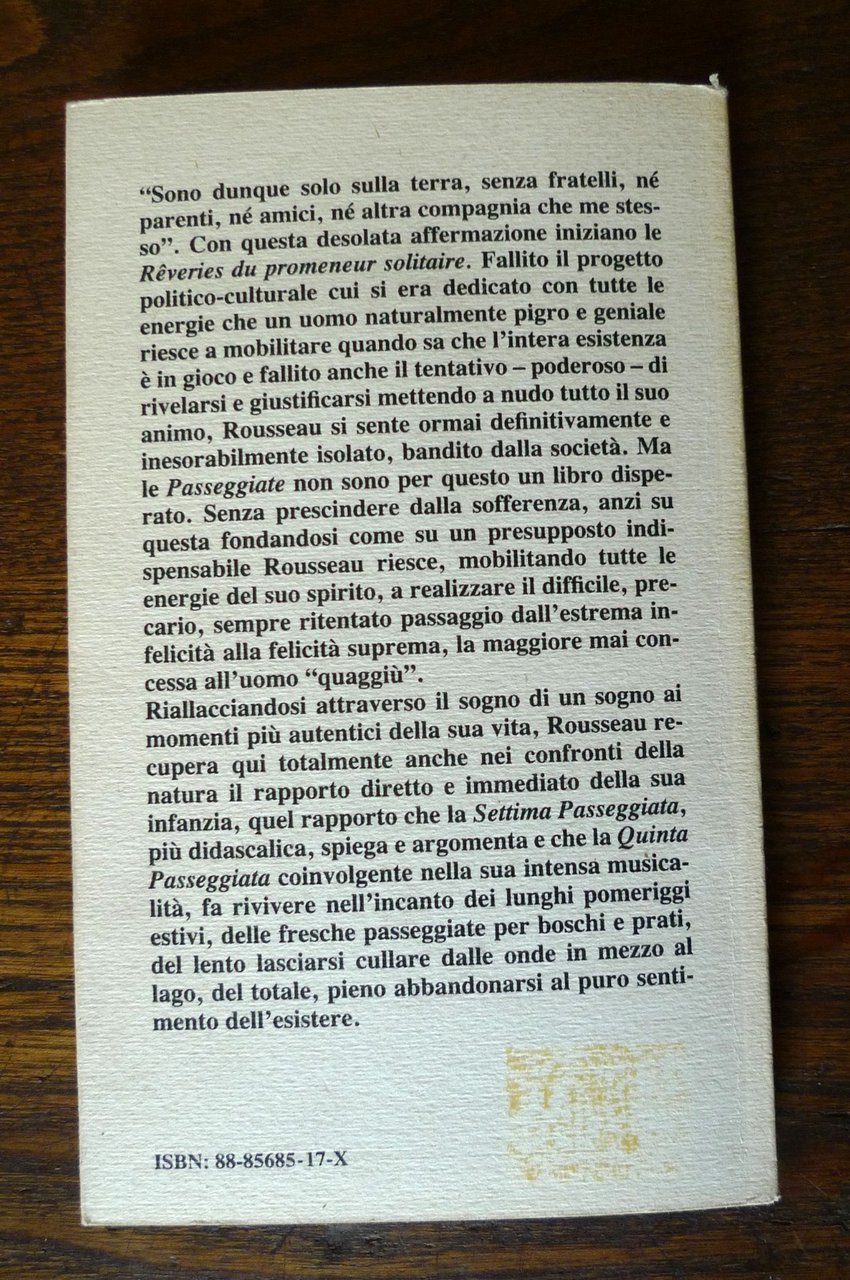 “Sono dunque solo sulla terra, senza fratelli, né
parenti, né amici, né altra compagnia che me stes-
so”. Con questa desolata affermazione iniziano le
Rêveries du promeneur solitaire. Fallito il progetto
politico-culturale cui si era dedicato con tutte le
energie che un uomo naturalmente pigro e geniale
riesce a mobilitare quando sa che l’intera esistenza
è in gioco e fallito anche il tentativo – poderoso – di
rivelarsi e giustificarsi mettendo a nudo tutto il suo
animo, Rousseau si sente ormai definitivamente e
inesorabilmente isolato, bandito dalla società. Ma
le Passeggiate non sono per questo un libro dispe-
rato. Senza prescindere dalla sofferenza, anzi su
questa fondandosi come su un presupposto indi-
spensabile Rousseau riesce, mobilitando tutte le
energie del suo spirito, a realizzare il difficile, pre-
cario, sempre ritentato passaggio dall’estrema in-
felicità alla felicità suprema, la maggiore mai con-
cessa all’uomo “quaggiù”.
Riallacciandosi attraverso il sogno di un sogno ai
momenti più autentici della sua vita, Rousseau re-
cupera qui totalmente anche nei confronti della
natura il rapporto diretto e immediato della sua
infanzia, quel rapporto che la Settima Passeggiata,
più didascalica, spiega e argomenta e che la Quinta
Passeggiata coinvolgente nella sua intensa musica-
lità, fa rivivere nell’incanto dei lunghi pomeriggi
estivi, delle fresche passeggiate per boschi e prati,
del lento lasciarsi cullare dalle onde in mezzo al
lago, del totale, pieno abbandonarsi al puro senti-
mento dell’esistere.
ISBN: 88-85685-17-X